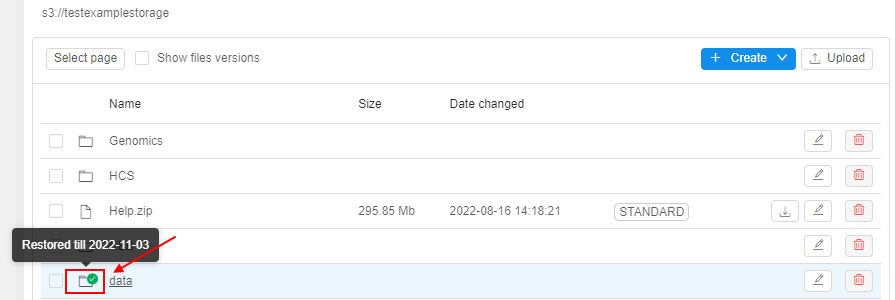 s3://testexamplestorage
Select page Show files versions + Create Upload
Name Size Date changed
Genomics
HCS
Help.zip 295.85 Mb 2022-08-16 14:18:21 STANDARD
Restored till 2022-11-03
data